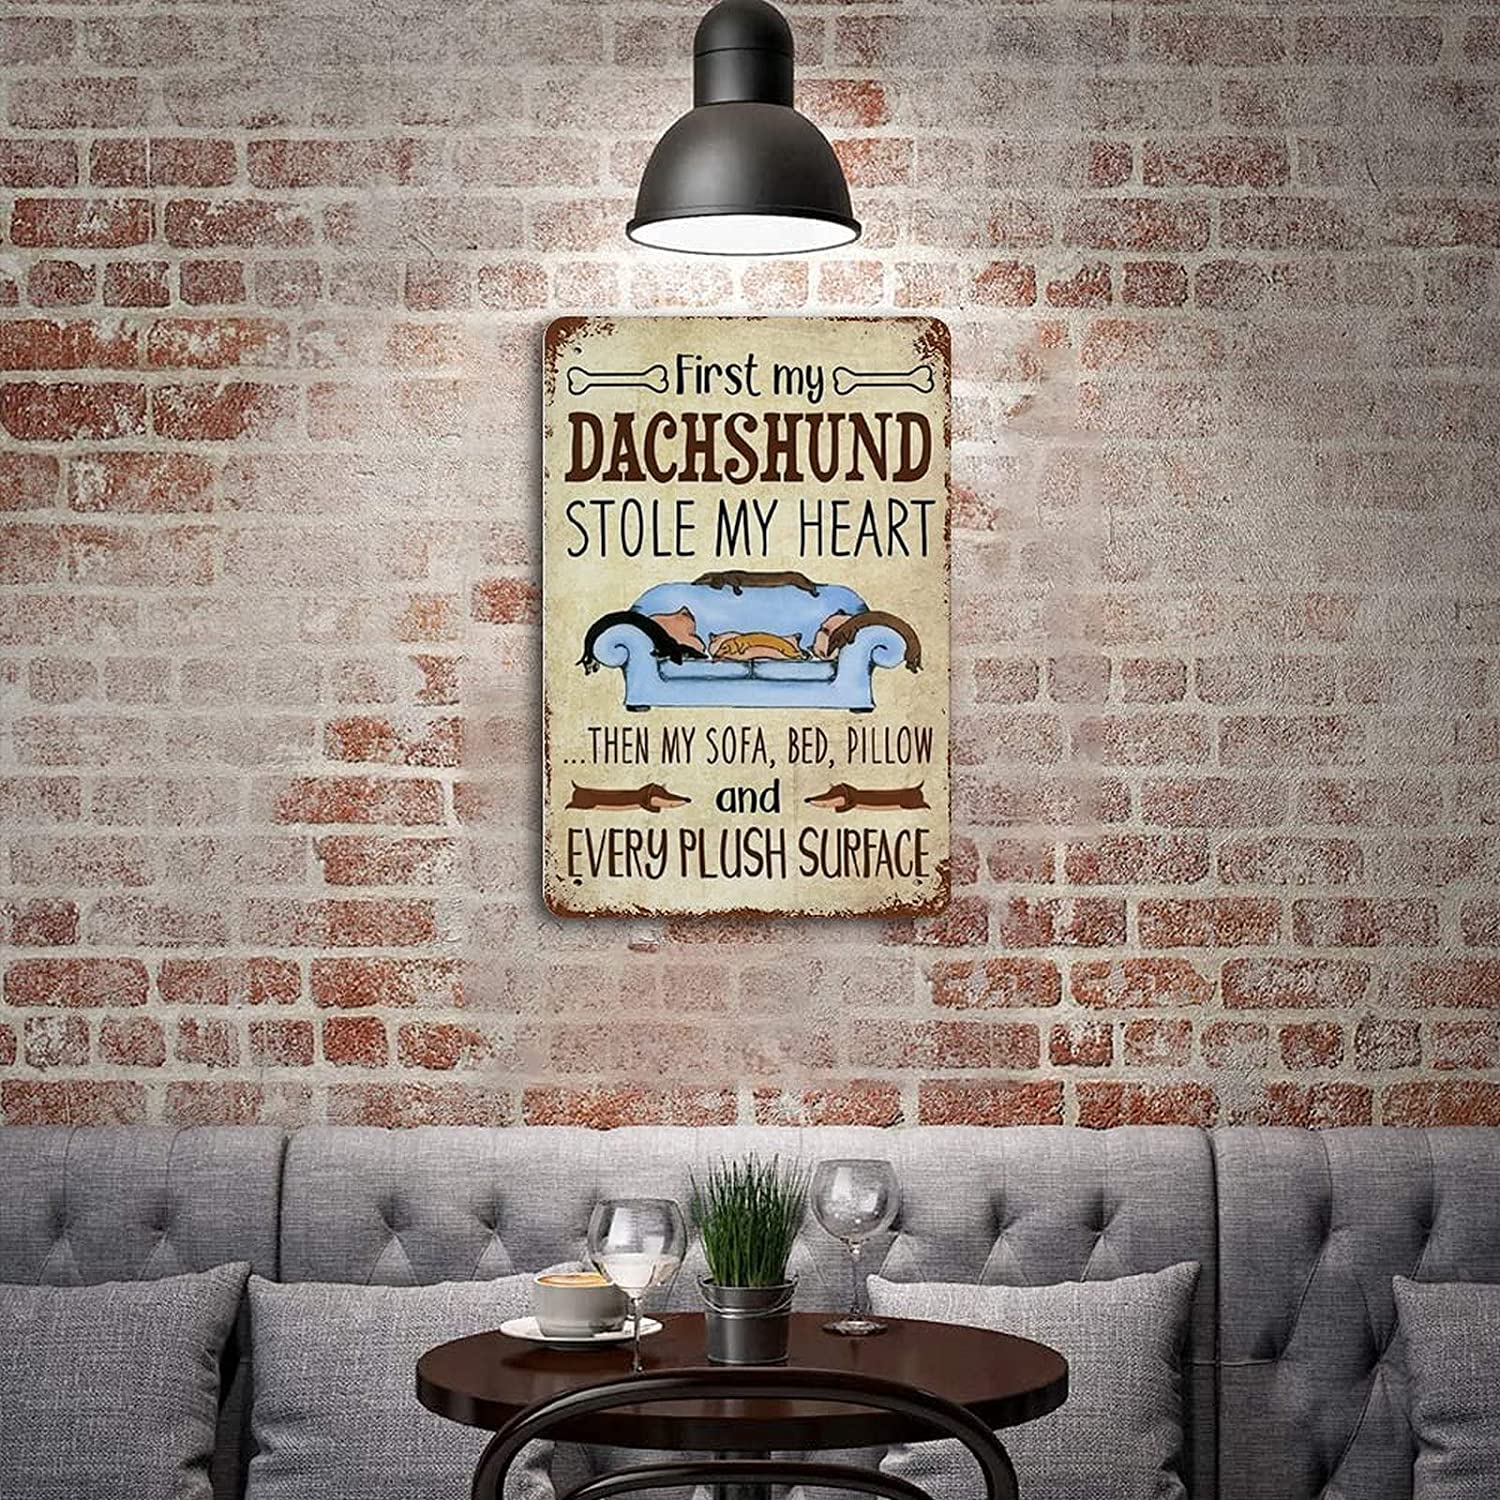 First my
DACHSHUND
STOLE MY HEART
...THEN MY SOFA, BED, PILLOW
and
EVERY PLUSH SURFACE